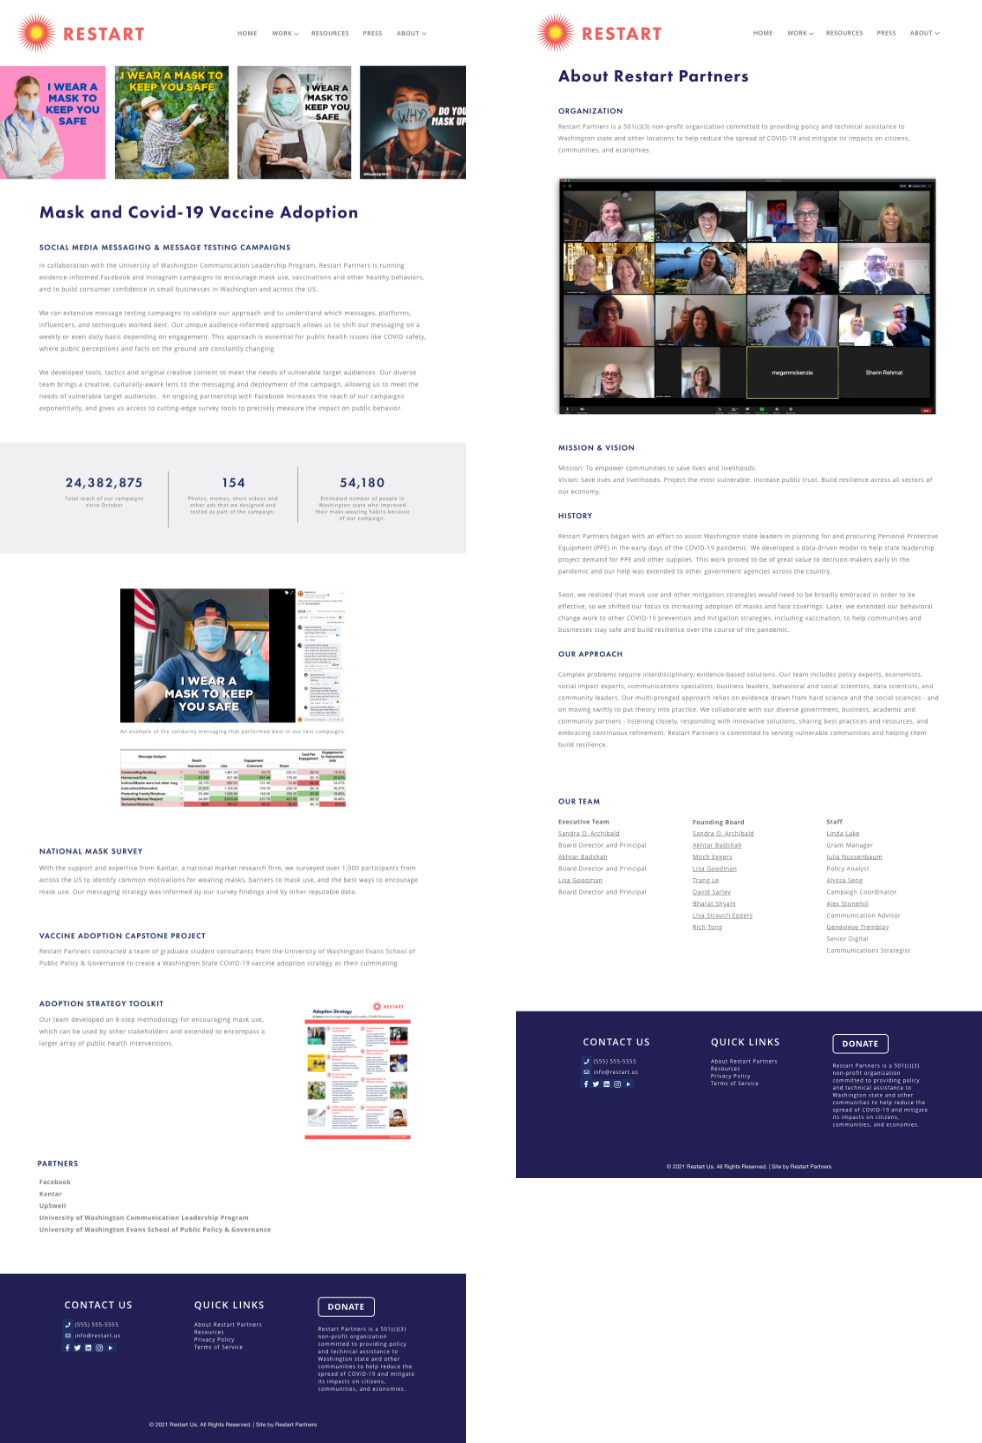 RESTART
HOME WORK RESOURCES PRESS ABOUT
I WEAR A
MASK TO
KEEP YOU
SAFE
I WEAR A MASK TO
KEEP YOU SAFE
I WEAR A
MASK TO
KEEP YOU
SAFE
WHY?
DO YOU
MASK UP
Mask and Covid-19 Vaccine Adoption
SOCIAL MEDIA MESSAGING & MESSAGE TESTING CAMPAIGNS
In collaboration with the University of Washington Communication Leadership Program, Restart Partners is running
evidence-informed Facebook and Instagram campaigns to encourage mask use, vaccinations and other healthy behaviors,
and to build consumer confidence in small businesses in Washington and across the US.
We ran extensive message testing campaigns to validate our approach and to understand which messages, platforms,
influencers, and techniques worked best. Our unique audience-informed approach allows us to shift our messaging on a
weekly or even daily basis depending on engagement. This approach is essential for public health issues like COVID safety,
where public perceptions and facts on the ground are constantly changing.
We developed tools, tactics and original creative content to meet the needs of vulnerable target audiences. Our diverse
team brings a creative, culturally-aware lens to the messaging and deployment of the campaign, allowing us to meet the
needs of vulnerable target audiences. An ongoing partnership with Facebook increases the reach of our campaigns
exponentially, and gives us access to cutting-edge survey tools to precisely measure the impact on public behavior.
24,382,875
Total reach of our campaigns
since October
154
Photos, memes, short videos and
other ads that we designed and
tested as part of the campaign.
54,180
Estimated number of people in
Washington state who improved
their maks-wearing habits because
of our campaign.
I WEAR A
MASK TO KEEP
YOU SAFE
An example of the solidarity messaging that performed best in our test campaigns.
Message Analysis
NATIONAL MASK SURVEY
With the support and expertise from Kantar, a national market research firm, we surveyed over 1,000 participants from
across the US to identify common motivations for wearing masks, barriers to mask use, and the best ways to encourage
mask use. Our messaging strategy was informed by our survey findings and by other reputable data.
VACCINE ADOPTION CAPSTONE PROJECT
Restart Partners contracted a team of graduate student consultants from the University of Washington Evans School of
Public Policy & Governance to create a Washington State COVID-19 vaccine adoption strategy as their culminating
ADOPTION STRATEGY TOOLKIT
Our team developed an 8-step methodology for encouraging mask use,
which can be used by other stakeholders and extended to encompass a
larger array of public health interventions.
RESTART
Adoption Strategy
PARTNERS
Facebook
Kantar
UpSwell
University of Washington Communication Leadership Program
University of Washington Evans School of Public Policy & Governance
CONTACT US
(555) 555-5555
info@restart.us
QUICK LINKS
About Restart Partners
Resources
Privacy Policy
Terms of Service
DONATE
Restart Partners is a 501(c)(3)
non-profit organization
committed to providing policy
and technical assistance to
Washington state and other
communities to help reduce the
spread of COVID-19 and mitigate
its impacts on citizens,
communities, and economies.
© 2021 Restart Us. All Rights Reserved. | Site by Restart Partners
RESTART
HOME WORK RESOURCES PRESS ABOUT
About Restart Partners
ORGANIZATION
Restart Partners is a 501(c)(3) non-profit organization committed to providing policy and technical assistance to
Washington state and other locations to help reduce the spread of COVID-19 and mitigate its impacts on citizens,
communities, and economies.
meganmckenzie
Sherin Rahmat
MISSION & VISION
Mission: To empower communities to save lives and livelihoods.
Vision: Save lives and livelihoods. Project the most vulnerable. Increase public trust. Build resilience across all sectors of
our economy.
HISTORY
Restart Partners began with an effort to assist Washington state leaders in planning for and procuring Personal Protective
Equipment (PPE) in the early days of the COVID-19 pandemic. We developed a data-driven model to help state leadership
project demand for PPE and other supplies. This work proved to be of great value to decision-makers early in the
pandemic and our help was extended to other government agencies across the country.
Soon, we realized that mask use and other mitigation strategies would need to be broadly embraced in order to be
effective, so we shifted our focus to increasing adoption of masks and face coverings. Later, we extended our behavioral
change work to other COVID-19 prevention and mitigation strategies, including vaccination, to help communities and
businesses stay safe and build resilience over the course of the pandemic.
OUR APPROACH
Complex problems require interdisciplinary, evidence-based solutions. Our team includes policy experts, economists,
social impact experts, communications specialists, business leaders, behavioral and social scientists, data scientists, and
community leaders. Our multi-pronged approach relies on evidence drawn from hard science and the social sciences - and
on moving swiftly to put theory into practice. We collaborate with our diverse government, business, academic and
community partners - listening closely, responding with innovative solutions, sharing best practices and resources, and
embracing continuous refinement. Restart Partners is committed to serving vulnerable communities and helping them
build resilience.
OUR TEAM
Executive Team
Sandra O. Archibald
Board Director and Principal
Akhtar Badshah
Board Director and Principal
Lisa Goodman
Board Director and Principal
Founding Board
Sandra O. Archibald
Akhtar Badshah
Mitch Eggers
Lisa Goodman
Trang Le
David Sarley
Bharat Shyam
Lisa Strauch Eggers
Rich Tong
Staff
Linda Lake
Grant Manager
Julia Nussenbaum
Policy Analyst
Alyssa Seng
Campaign Coordinator
Alex Stonehill
Communication Advisor
Genevieve Tremblay
Senior Digital
Communications Strategist
CONTACT US
(555) 555-5555
info@restart.us
QUICK LINKS
About Restart Partners
Resources
Privacy Policy
Terms of Service
DONATE
Restart Partners is a 501(c)(3)
non-profit organization
committed to providing policy
and technical assistance to
Washington state and other
communities to help reduce the
spread of COVID-19 and mitigate
its impacts on citizens,
communities, and economies.
© 2021 Restart Us. All Rights Reserved. | Site by Restart Partners